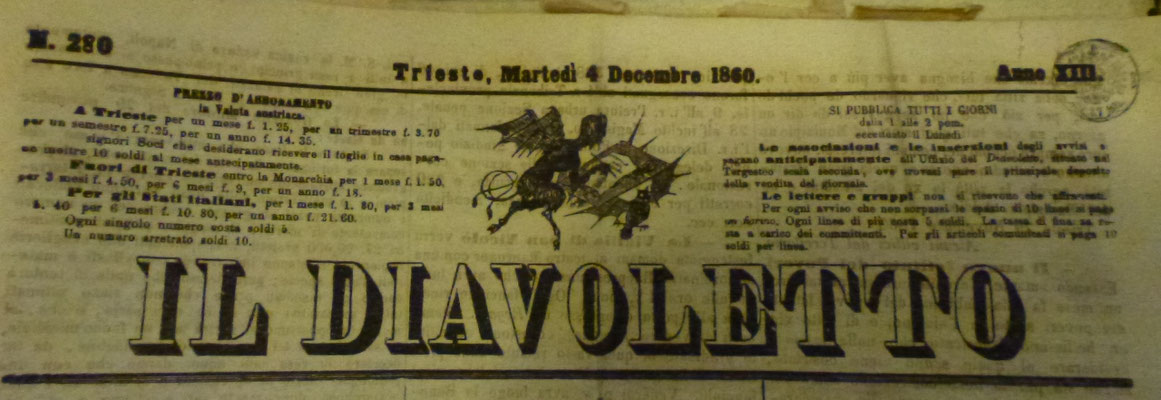 N. 280
Trieste, Martedì 4 Decembre 1860.
Anno XIII.
PREZZO D'ABBONAMENTO
in Valuta austriaca.
A Trieste per un mese f. 1. 25, per un trimestre f. 3. 70
per un semestre f. 7.25, per un anno f. 14. 35.
signori Soci che desiderano ricevere il foglio in casa paga-
no inoltre 10 soldi al mese antecipatamente.
Fuori di Trieste entro la Monarchia per 1 mese f. 1. 50,
per 3 mesi f. 4. 50, per 6 mesi f. 9, per un anno f. 18.
Per gli Stati italiani, per 1 mese f. 1. 80, per 3 mesi
40 per 6 mesi f. 10. 80, per un anno f. 21. 60.
Ogni singolo numero costa soldi 5.
Un numero arretrato soldi 10.
SI PUBBLICA TUTTI I GIORNI
dalla 1 alle 2 pom.
eccettuato il Lunedì
Le associazioni e le inserzioni degli avvisi si
pagano anticipatamente all'Uffizio del Diavoletto, situato nel
Tergesteo scala seconda, ove trovasi pure il principale deposito
della vendita del giornale.
Le lettere e gruppi non si ricevono che affrancati.
Per ogni avviso che non sorpassi lo spazio di 10 linee si paga
un fiorino. Ogni linea di più costa 5 soldi. La tassa di finanza
a carico dei committenti. Per gli articoli comunicati si paga 10
soldi per linea.
IL DIAVOLETTO